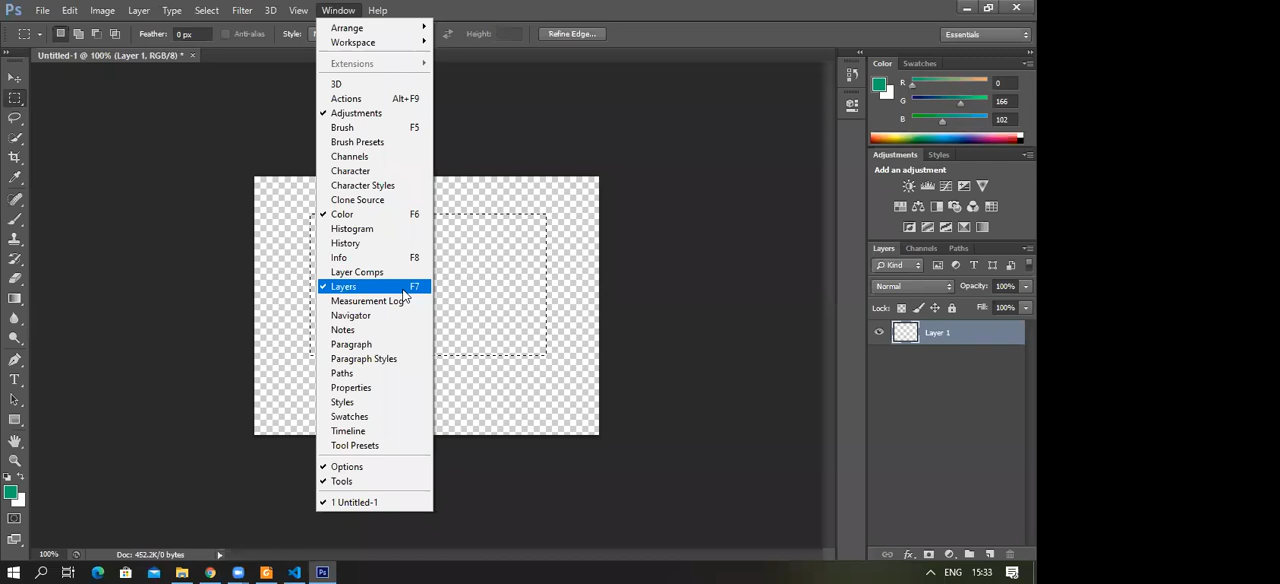 Ps File Edit Image Layer Type Select Filter 3D View Window Help
Feather: 0 px Anti-alias Style: Height: Refine Edge... Essentials
Untitled-1 @ 100% (Layer 1, RGB/8) * ×
Arrange
Workspace
Extensions
3D
Actions Alt+F9
Adjustments
Brush F5
Brush Presets
Channels
Character
Character Styles
Clone Source
Color F6
Histogram
History
Info F8
Layer Comps
Layers F7
Measurement Log
Navigator
Notes
Paragraph
Paragraph Styles
Paths
Properties
Styles
Swatches
Timeline
Tool Presets
Options
Tools
1 Untitled-1
Color Swatches
R 0
G 166
B 102
Adjustments Styles
Add an adjustment
Layers Channels Paths
Kind
Normal Opacity: 100%
Lock: Fill: 100%
Layer 1
100% Doc: 452.2K/0 bytes
ENG 15:33